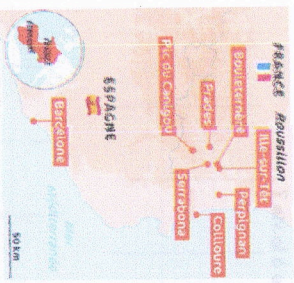 FRANCE
Roussillon
Ille-sur-Têt
Bouleternère
Perpignan
Prades
Collioure
Pic du Canigou
Serrabona
ESPAGNE
Barcelone
50 km